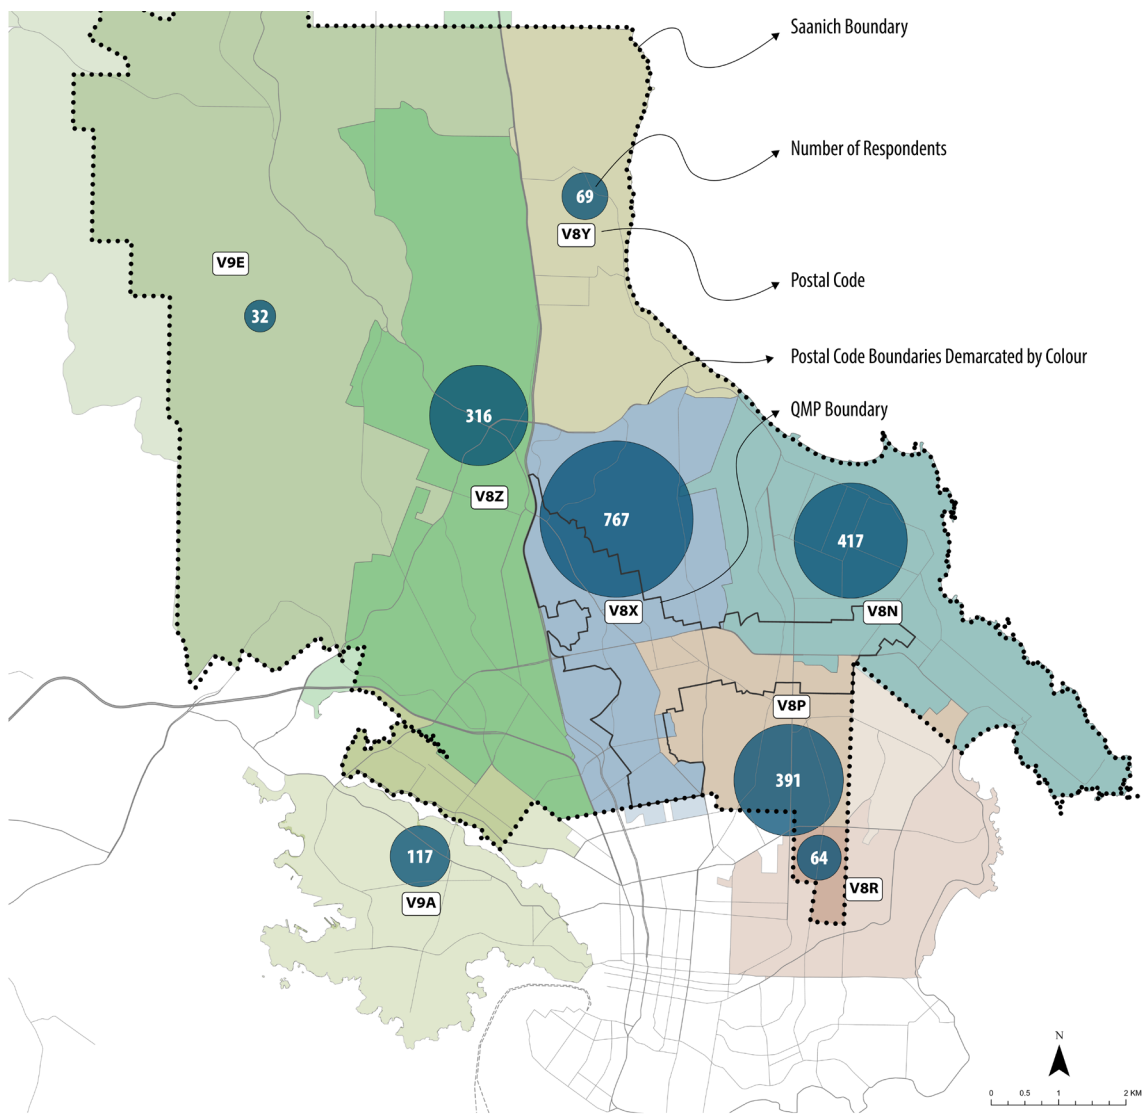 Saanich Boundary
Number of Respondents
69
V8Y
Postal Code
V9E
32
Postal Code Boundaries Demarcated by Colour
QMP Boundary
316
V8Z
767
V8X
417
V8N
V8P
391
117
V9A
64
V8R
N
0 0.5 1 2 KM